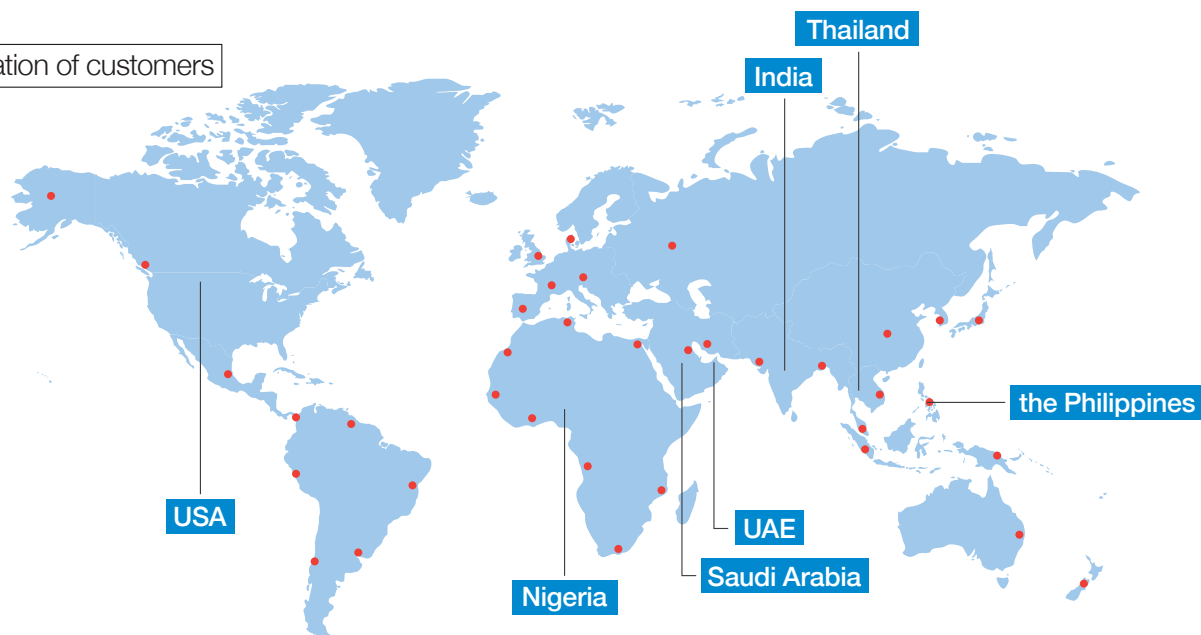 Thailand
ation of customers
India
the Philippines
USA
UAE
Saudi Arabia
Nigeria